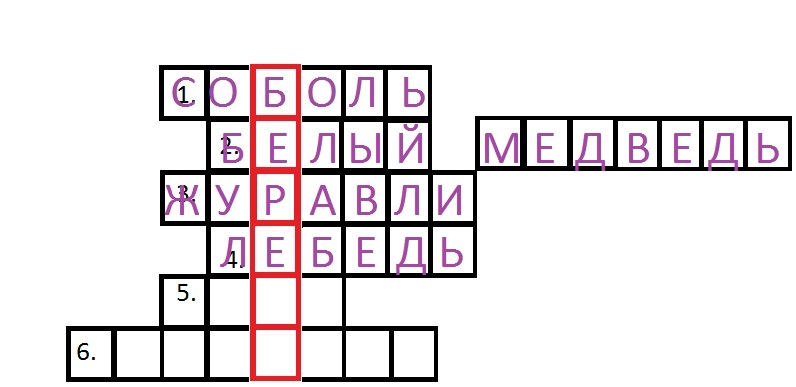 1. СОБОЛЬ
2. БЕЛЫЙ МЕДВЕДЬ
3. ЖУРАВЛИ
4. ЛЕБЕДЬ
5.
6.